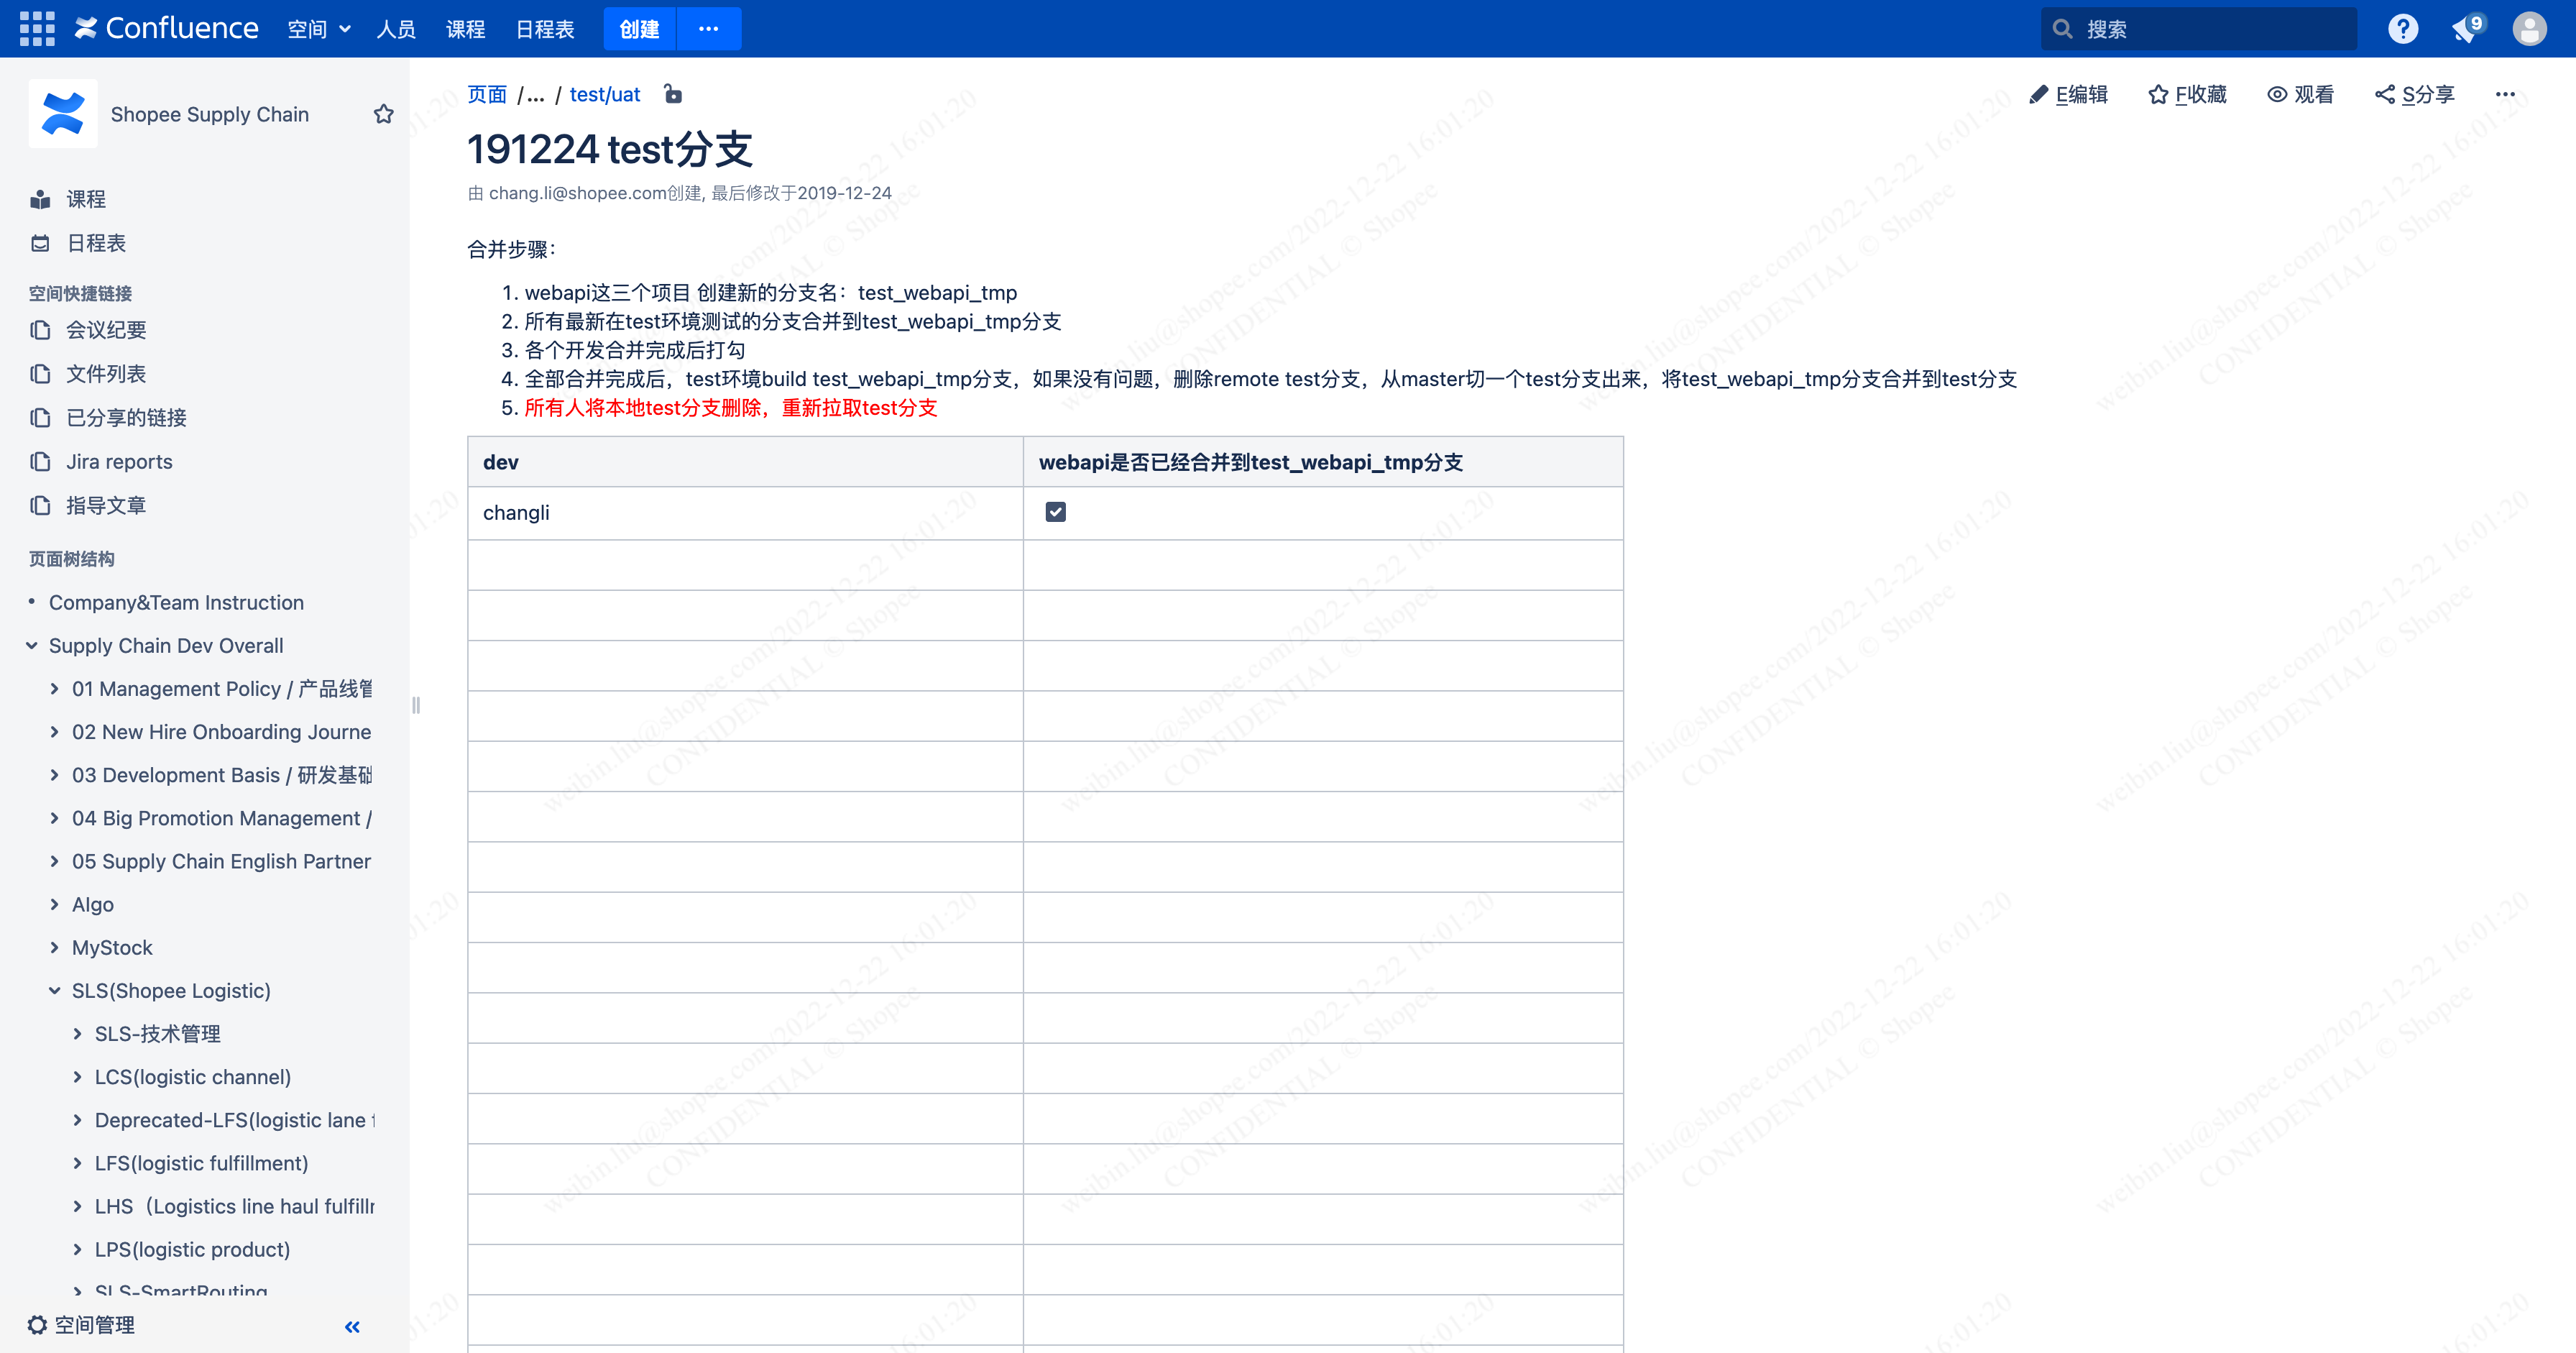 Confluence 空间 人员 课程 日程表 创建 ··· 搜索 9
Shopee Supply Chain
课程
日程表
空间快捷链接
会议纪要
文件列表
已分享的链接
Jira reports
指导文章
页面树结构
Company&Team Instruction
Supply Chain Dev Overall
01 Management Policy / 产品线管
02 New Hire Onboarding Journe
03 Development Basis / 研发基础
04 Big Promotion Management /
05 Supply Chain English Partner
Algo
MyStock
SLS(Shopee Logistic)
SLS-技术管理
LCS(logistic channel)
Deprecated-LFS(logistic lane f
LFS(logistic fulfillment)
LHS（Logistics line haul fulfillr
LPS(logistic product)
SLS-SmartRouting
空间管理
页面 /... / test/uat
E编辑 F收藏 观看 S分享 ···
191224 test分支
由 chang.li@shopee.com创建, 最后修改于2019-12-24
合并步骤：
1. webapi这三个项目 创建新的分支名：test_webapi_tmp
2. 所有最新在test环境测试的分支合并到test_webapi_tmp分支
3. 各个开发合并完成后打勾
4. 全部合并完成后，test环境build test_webapi_tmp分支，如果没有问题，删除remote test分支，从master切一个test分支出来，将test_webapi_tmp分支合并到test分支
5. 所有人将本地test分支删除，重新拉取test分支
dev webapi是否已经合并到test_webapi_tmp分支
changli
weibin.liu@shopee.com/2022-12-22 16:01:20
CONFIDENTIAL © Shopee